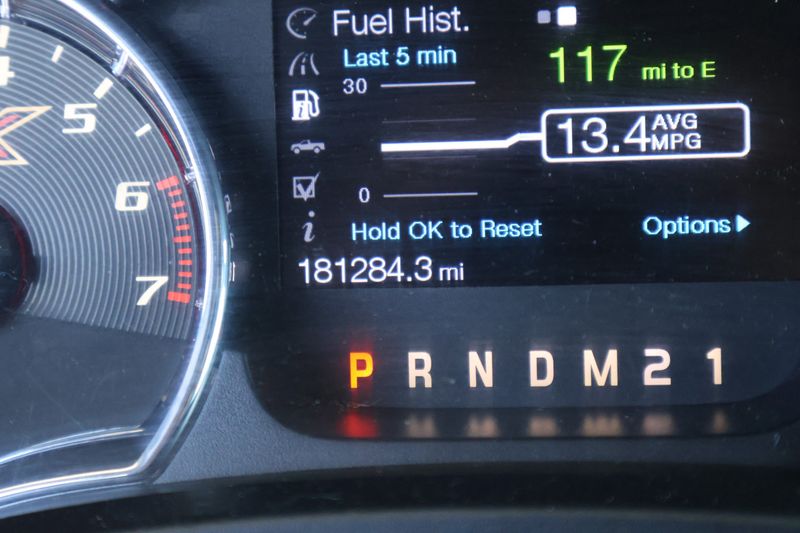 Fuel Hist.
Last 5 min
117 mi to E
30
13.4 AVG MPG
0
Hold OK to Reset
Options
181284.3 mi
P R N D M 2 1
5
6
7